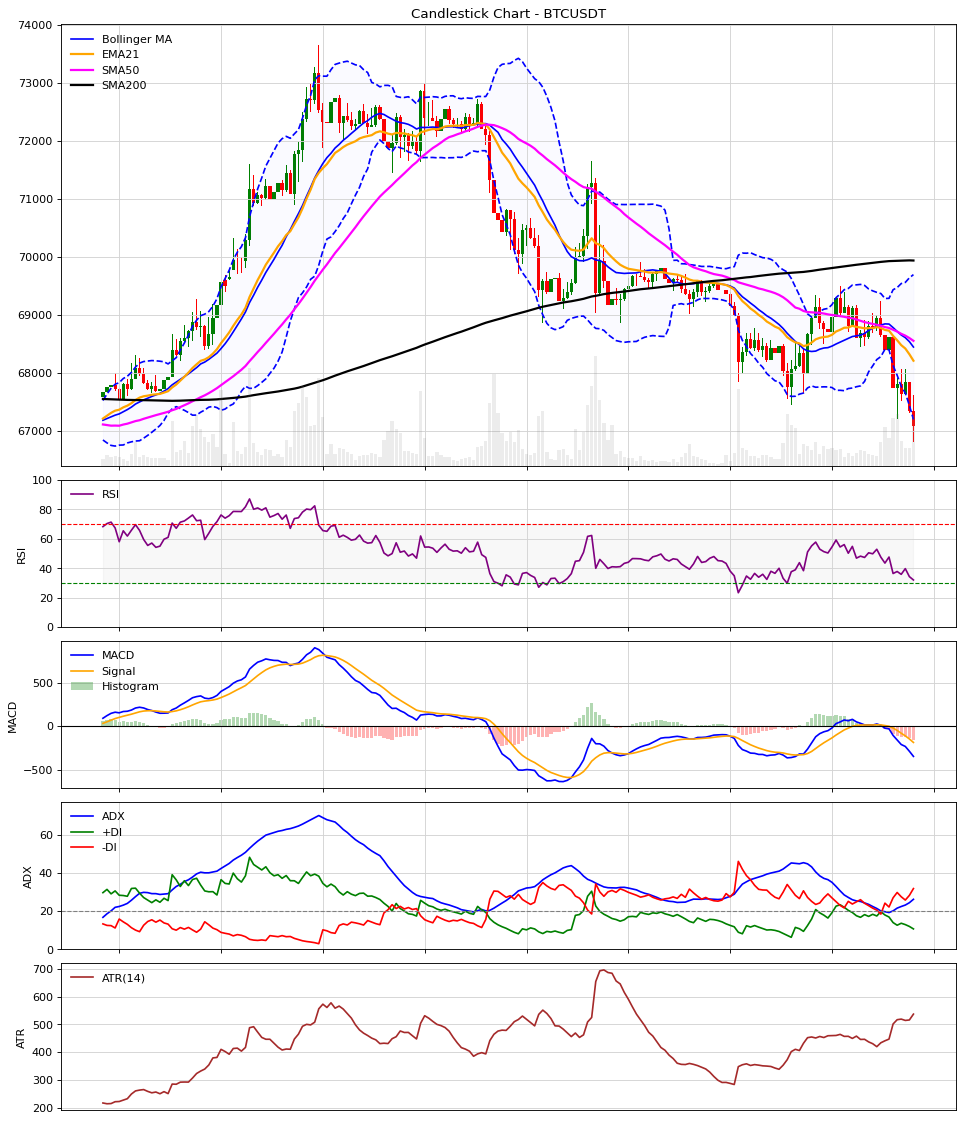 Candlestick Chart - BTCUSDT
74000
73000
72000
71000
70000
69000
68000
67000
Bollinger MA
EMA21
SMA50
SMA200
100
80
60
40
20
0
RSI
RSI
500
0
−500
MACD
MACD
Signal
Histogram
60
40
20
0
ADX
ADX
+DI
-DI
700
600
500
400
300
200
ATR
ATR(14)